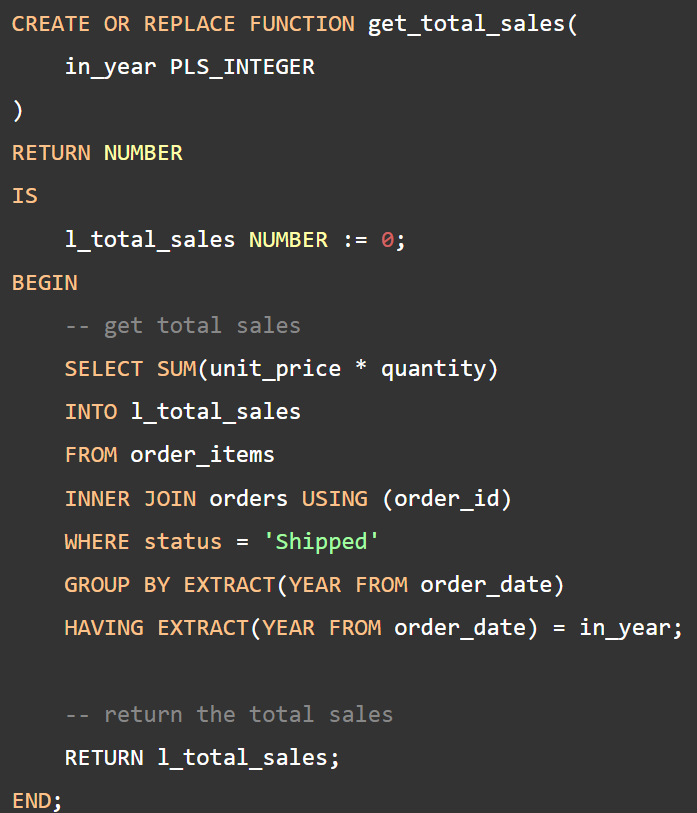 CREATE OR REPLACE FUNCTION get_total_sales(
    in_year PLS_INTEGER
)
RETURN NUMBER
IS
    l_total_sales NUMBER := 0;
BEGIN
    -- get total sales
    SELECT SUM(unit_price * quantity)
    INTO l_total_sales
    FROM order_items
    INNER JOIN orders USING (order_id)
    WHERE status = 'Shipped'
    GROUP BY EXTRACT(YEAR FROM order_date)
    HAVING EXTRACT(YEAR FROM order_date) = in_year;

    -- return the total sales
    RETURN l_total_sales;
END;